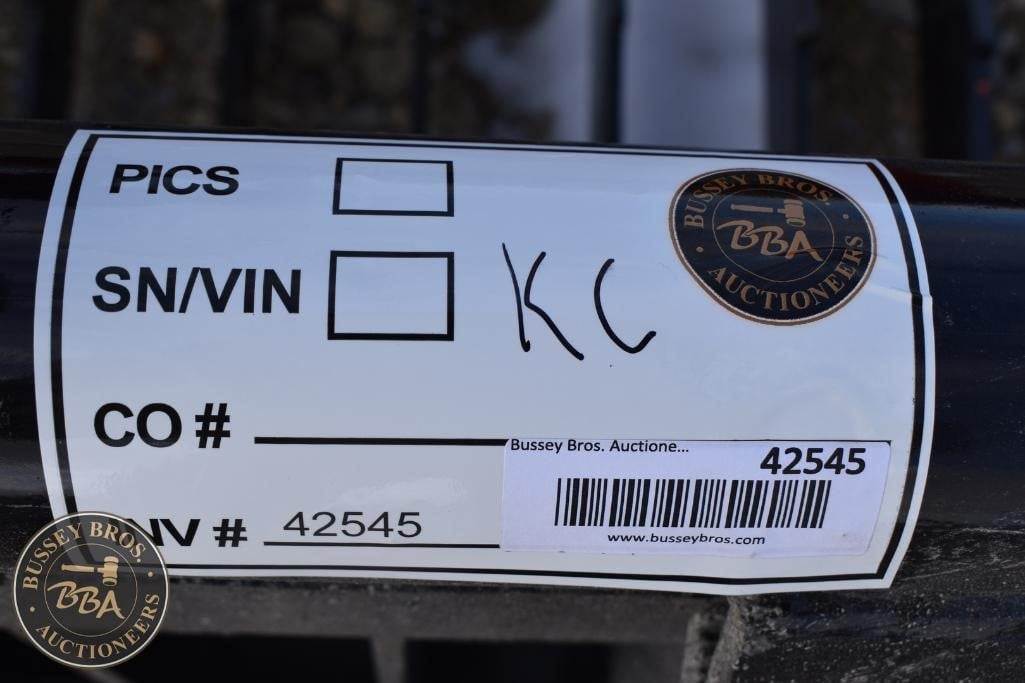 PICS
BUSSEY BROS.
BBA
AUCTIONEERS
SN/VIN KC
CO #
Bussey Bros. Auctione...
42545
www.busseybros.com
INV # 42545
BUSSEY BROS.
BBA
AUCTIONEERS